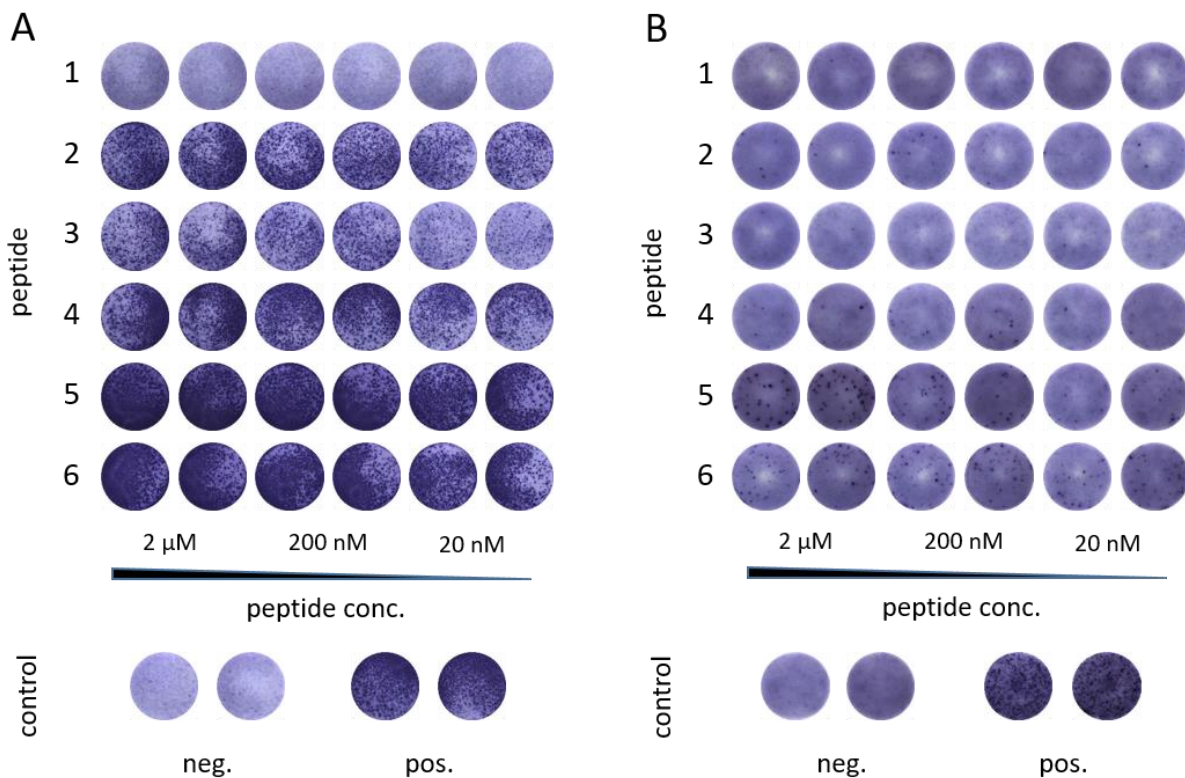 A
1
2
3
4
5
6
peptide
2 µM 200 nM 20 nM
peptide conc.
control
neg. pos.
B
1
2
3
4
5
6
peptide
2 µM 200 nM 20 nM
peptide conc.
control
neg. pos.